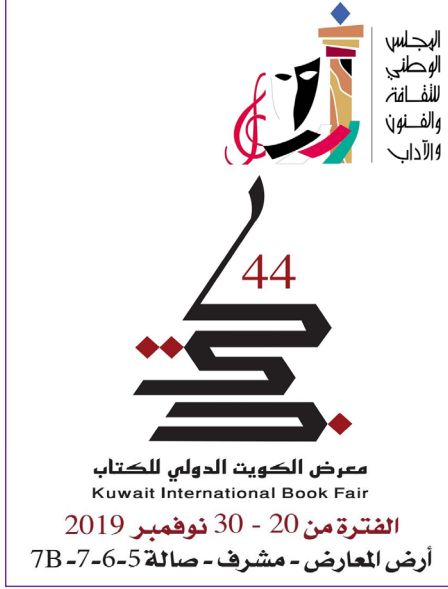 المجلس
الوطني
للثقافة
والفنون
والآداب
44
كتاب
معرض الكويت الدولي للكتاب
Kuwait International Book Fair
الفترة من 20 - 30 نوفمبر 2019
أرض المعارض - مشرف - صالة 5-6-7- 7B